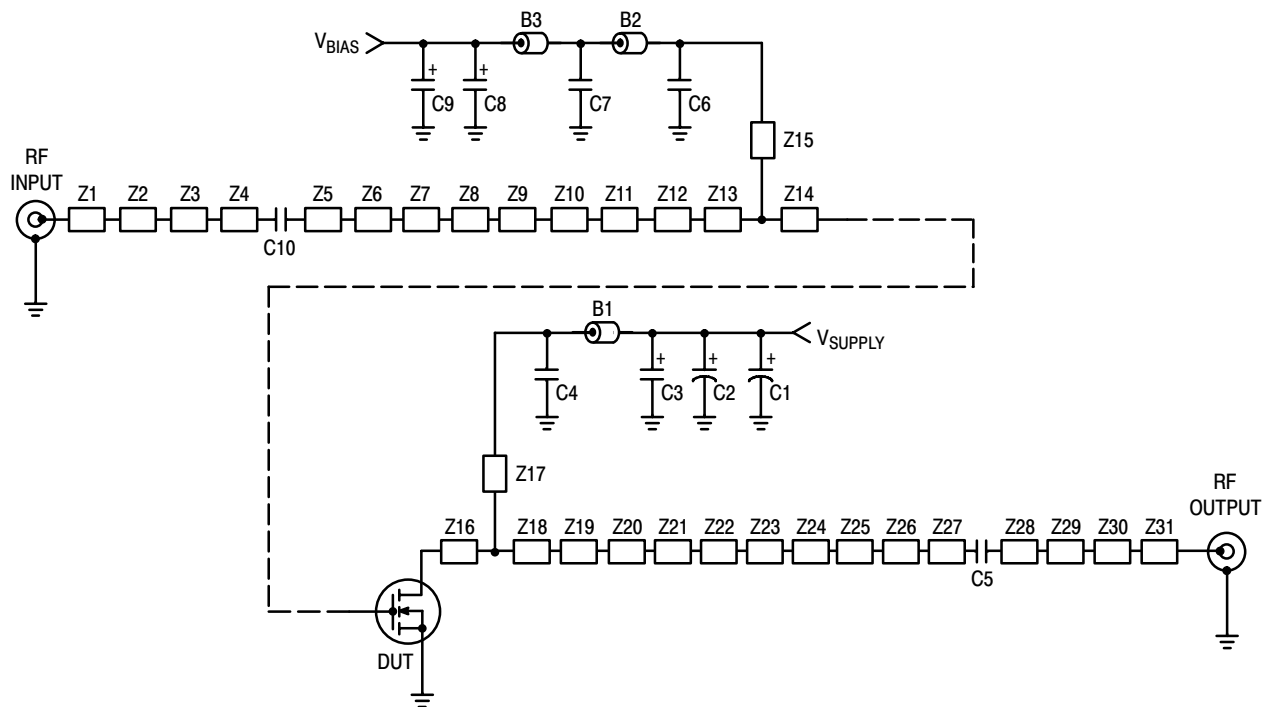 B3 B2
V_BIAS
+ +
C9 C8 C7 C6
Z15
RF
INPUT
Z1 Z2 Z3 Z4 Z5 Z6 Z7 Z8 Z9 Z10 Z11 Z12 Z13 Z14
C10
B1
V_SUPPLY
+ + +
C4 C3 C2 C1
Z17
RF
OUTPUT
Z16 Z18 Z19 Z20 Z21 Z22 Z23 Z24 Z25 Z26 Z27 Z28 Z29 Z30 Z31
C5
DUT